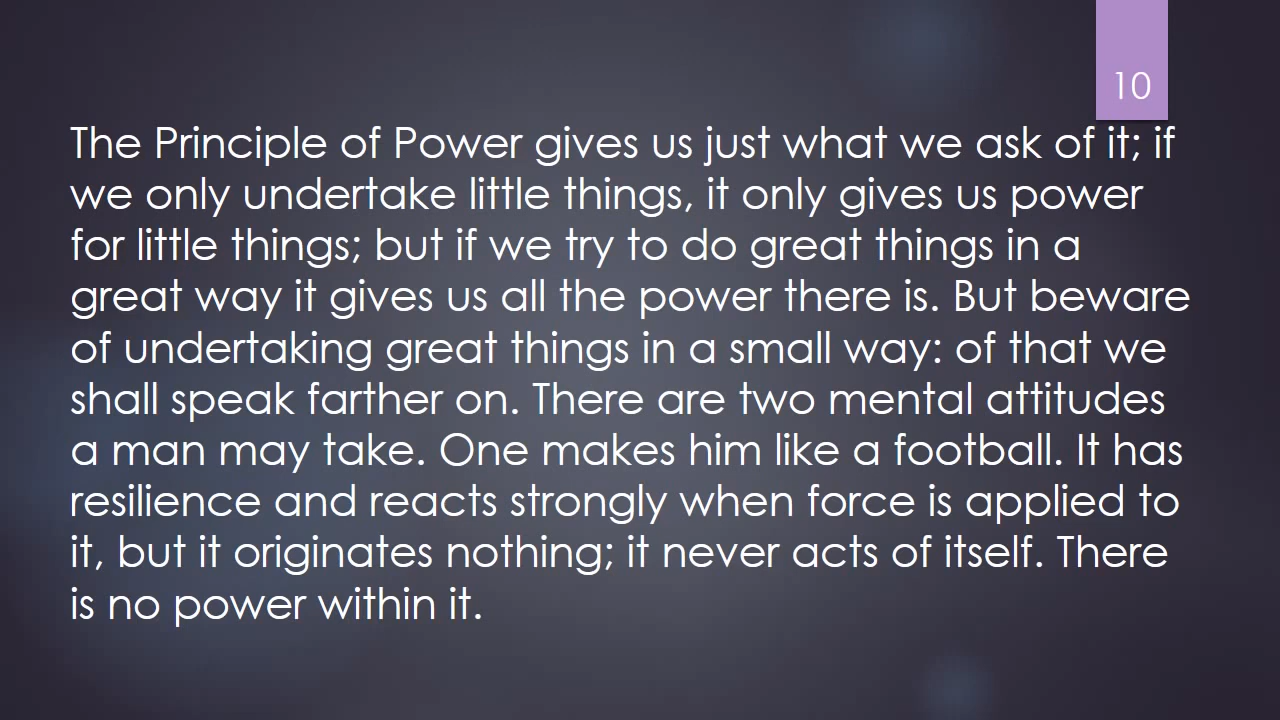 10
The Principle of Power gives us just what we ask of it; if
we only undertake little things, it only gives us power
for little things; but if we try to do great things in a
great way it gives us all the power there is. But beware
of undertaking great things in a small way: of that we
shall speak farther on. There are two mental attitudes
a man may take. One makes him like a football. It has
resilience and reacts strongly when force is applied to
it, but it originates nothing; it never acts of itself. There
is no power within it.